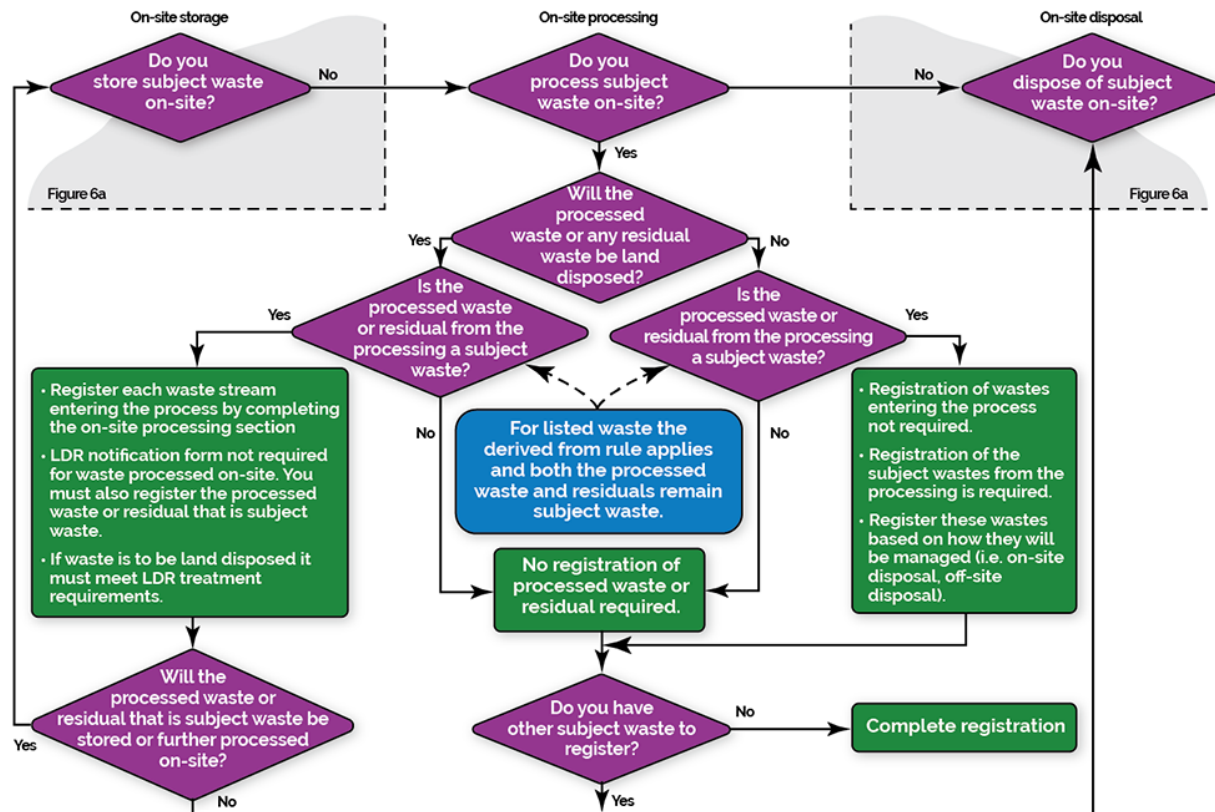 On-site storage
On-site processing
On-site disposal
Do you
store subject waste
on-site?
No
Do you
process subject
waste on-site?
No
Do you
dispose of subject
waste on-site?
Figure 6a
Yes
Figure 6a
Will the
processed
waste or any residual
waste be land
disposed?
Yes
No
Is the
processed waste
or residual from the
processing a subject
waste?
Is the
processed waste or
residual from the processing
a subject waste?
Yes
Yes
• Register each waste stream
entering the process by completing
the on-site processing section
• LDR notification form not required
for waste processed on-site. You
must also register the processed
waste or residual that is subject
waste.
• If waste is to be land disposed it
must meet LDR treatment
requirements.
No
For listed waste the
derived from rule applies
and both the processed
waste and residuals remain
subject waste.
No
• Registration of wastes
entering the process
not required.
• Registration of the
subject wastes from the
processing is required.
• Register these wastes
based on how they will
be managed (i.e. on-site
disposal, off-site
disposal).
No registration of
processed waste or
residual required.
Will the
processed waste or
residual that is subject waste be
stored or further processed
on-site?
Yes
No
Do you have
other subject waste to
register?
No
Complete registration
Yes